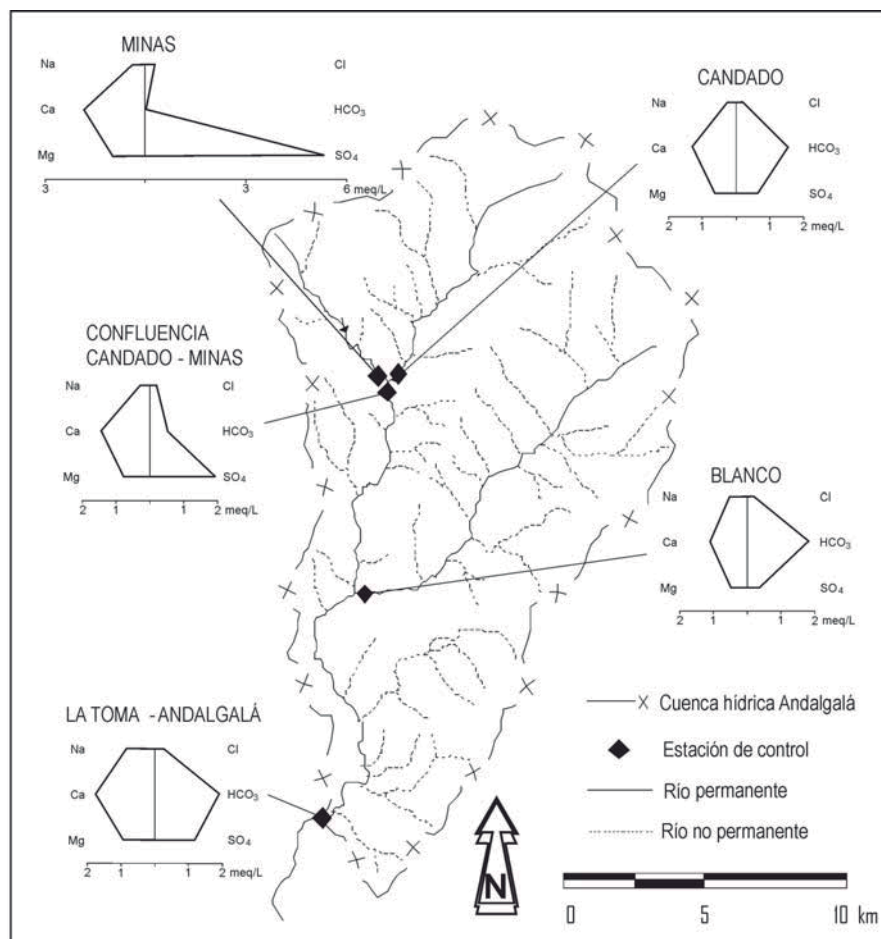 MINAS
Na Cl
Ca HCO₃
Mg SO₄
3 3 6 meq/L
CANDADO
Na Cl
Ca HCO₃
Mg SO₄
2 1 1 2 meq/L
CONFLUENCIA
CANDADO - MINAS
Na Cl
Ca HCO₃
Mg SO₄
2 1 1 2 meq/L
BLANCO
Na Cl
Ca HCO₃
Mg SO₄
2 1 1 2 meq/L
LA TOMA - ANDALGALÁ
Na Cl
Ca HCO₃
Mg SO₄
2 1 1 2 meq/L
Cuenca hídrica Andalgalá
Estación de control
Río permanente
Río no permanente
N
0 5 10 km